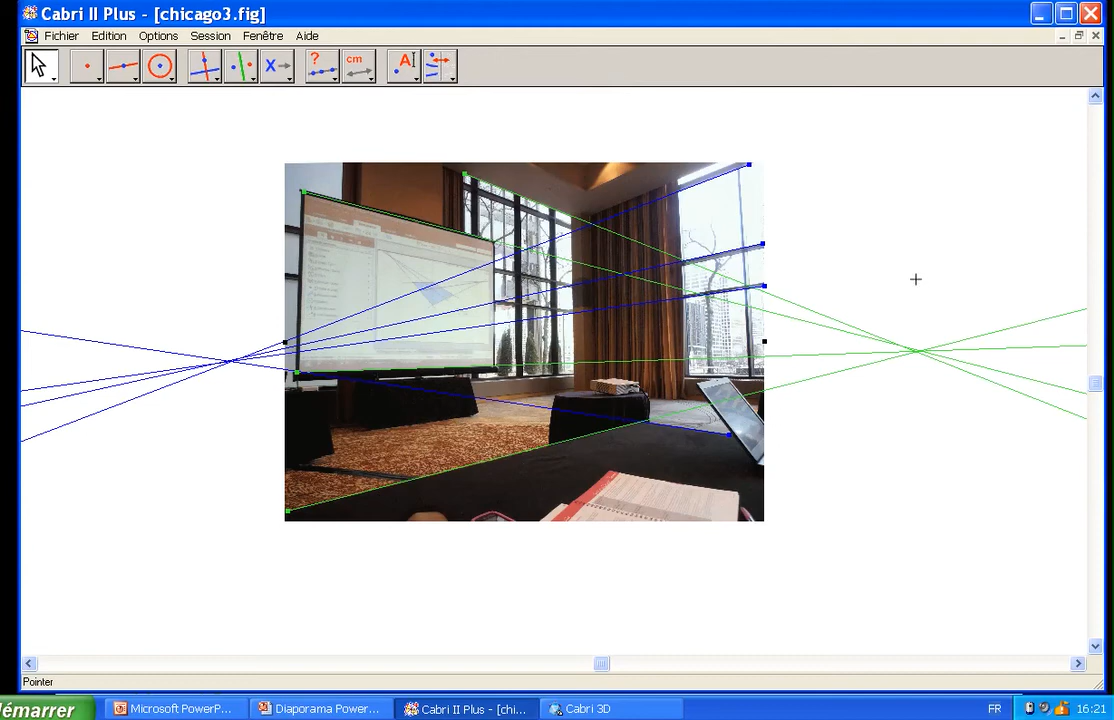 Cabri II Plus - [chicago3.fig]
Fichier Edition Options Session Fenêtre Aide
X ? cm A
Pointer
démarrer Microsoft PowerP... Diaporama Power... Cabri II Plus - [chi... Cabri 3D FR 16:21